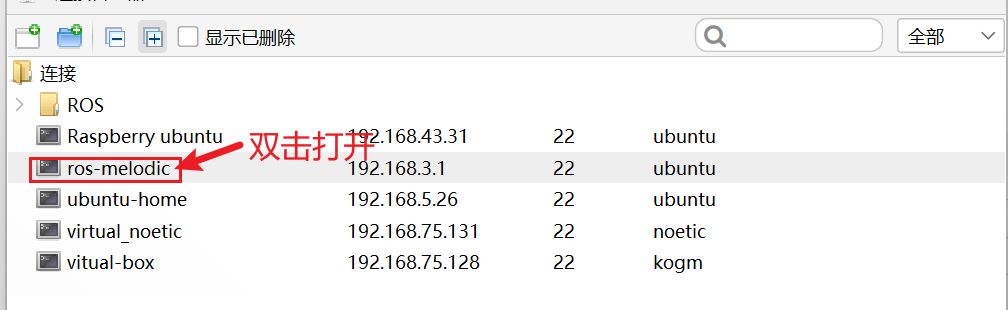 显示已删除 全部
连接
ROS
Raspberry ubuntu 192.168.43.31 22 ubuntu
双击打开
ros-melodic 192.168.3.1 22 ubuntu
ubuntu-home 192.168.5.26 22 ubuntu
virtual_noetic 192.168.75.131 22 noetic
vitual-box 192.168.75.128 22 kogm